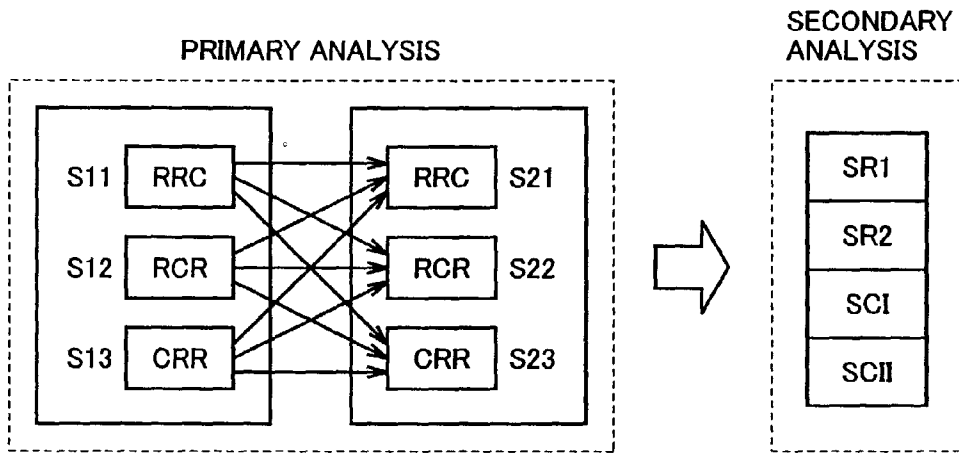 PRIMARY ANALYSIS
SECONDARY
ANALYSIS
S11 RRC RRC S21
S12 RCR RCR S22
S13 CRR CRR S23
SR1
SR2
SCI
SCII